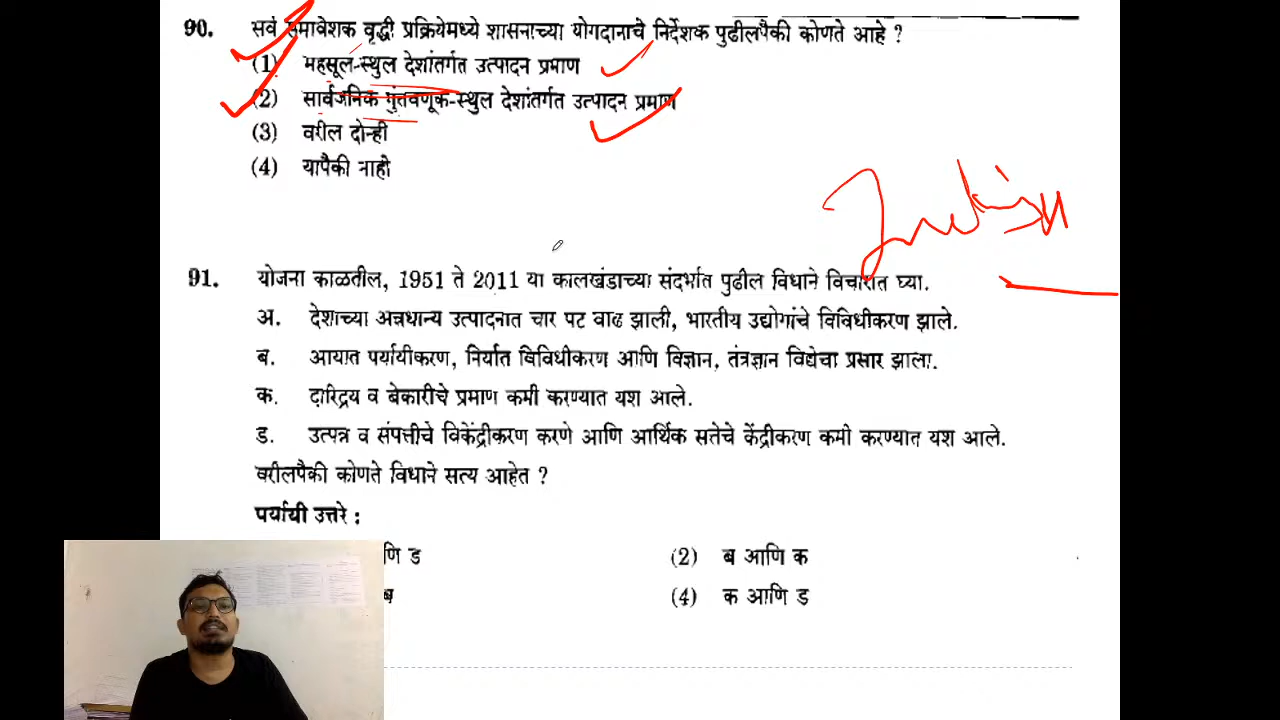 90. सर्व समावेशक वृद्धी प्रक्रियेमध्ये शासनाच्या योगदानाचे निर्देशक पुढीलपैकी कोणते आहे ?
(1) महसूल-स्थुल देशांतर्गत उत्पादन प्रमाण
(2) सार्वजनिक गुंतवणूक-स्थुल देशांतर्गत उत्पादन प्रमाण
(3) वरील दोन्ही
(4) यापैकी नाही
91. योजना काळातील, 1951 ते 2011 या कालखंडाच्या संदर्भात पुढील विधाने विचारात घ्या.
अ. देशाच्या अन्नधान्य उत्पादनात चार पट वाढ झाली, भारतीय उद्योगांचे विविधीकरण झाले.
ब. आयात पर्यायीकरण, निर्यात विविधीकरण आणि विज्ञान, तंत्रज्ञान विद्येचा प्रसार झाला.
क. दारिद्रय व बेकारीचे प्रमाण कमी करण्यात यश आले.
ड. उत्पन्न व संपत्तीचे विकेंद्रीकरण करणे आणि आर्थिक सत्तेचे केंद्रीकरण कमी करण्यात यश आले.
वरीलपैकी कोणते विधाने सत्य आहेत ?
पर्यायी उत्तरे :
णि ड (2) ब आणि क
ब (4) क आणि ड